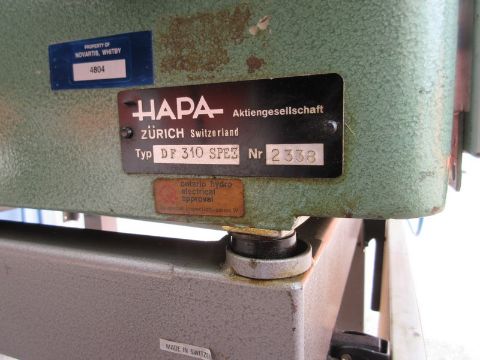 PROPERTY OF
NOVARTIS, WHITBY
4804
HAPA Aktiengesellschaft
ZÜRICH Switzerland
Typ DF 310 SPEZ Nr 2338
ontario hydro
electrical
approval
MADE IN SWITZ